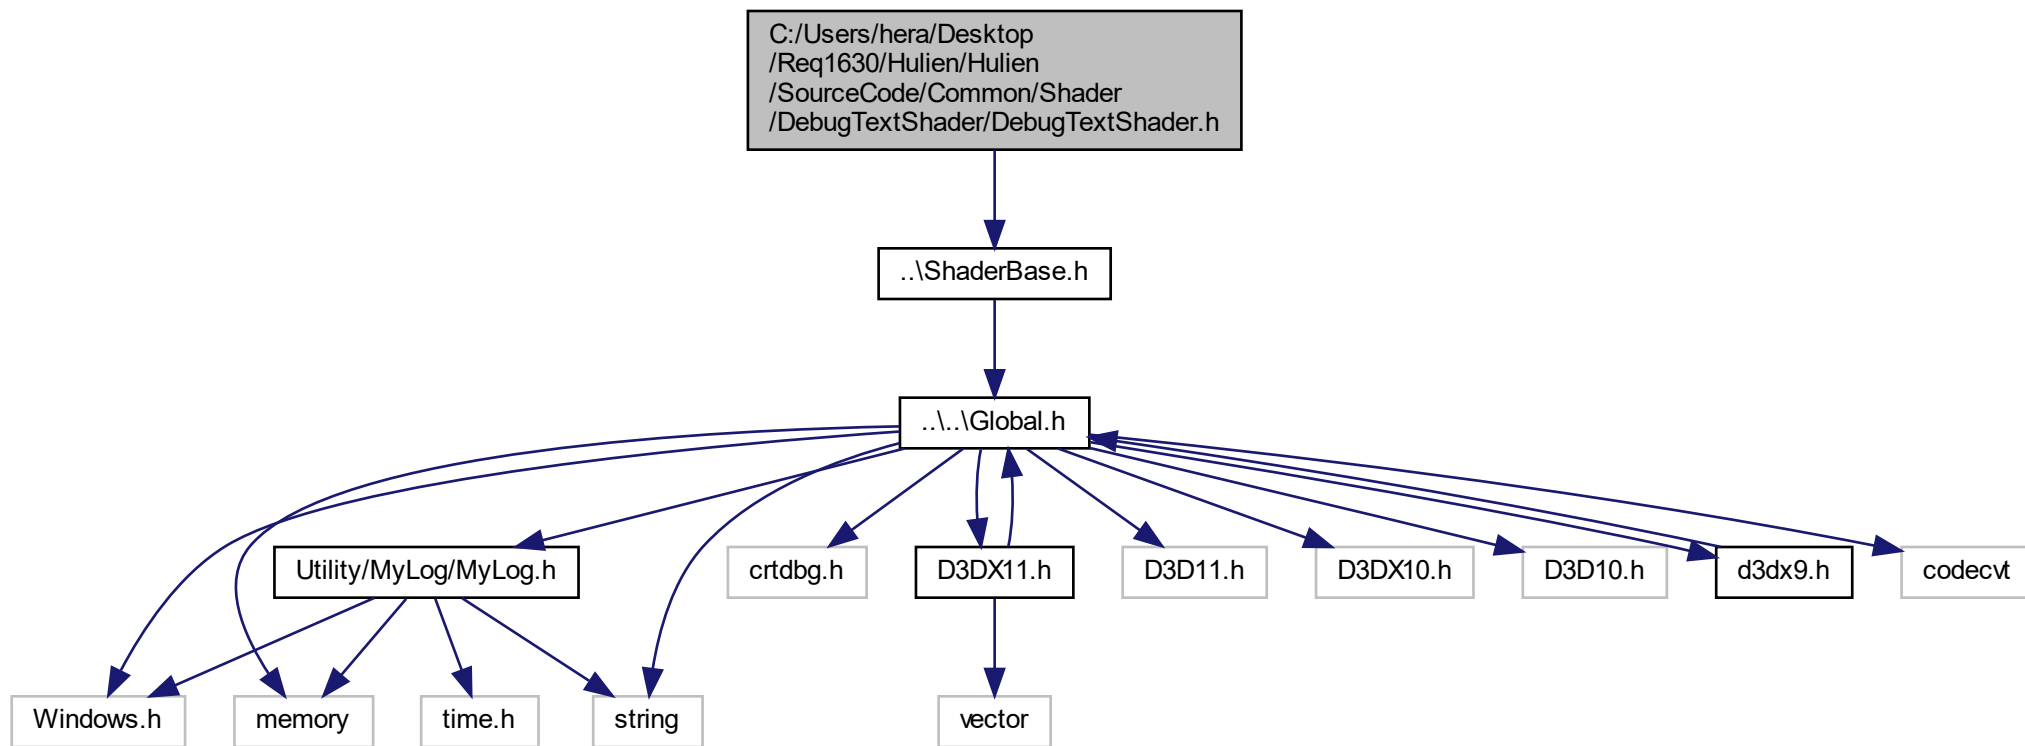 C:/Users/hera/Desktop
/Req1630/Hulien/Hulien
/SourceCode/Common/Shader
/DebugTextShader/DebugTextShader.h
..\ShaderBase.h
..\..\Global.h
Utility/MyLog/MyLog.h
crtdbg.h
D3DX11.h
D3D11.h
D3DX10.h
D3D10.h
d3dx9.h
codecvt
Windows.h
memory
time.h
string
vector